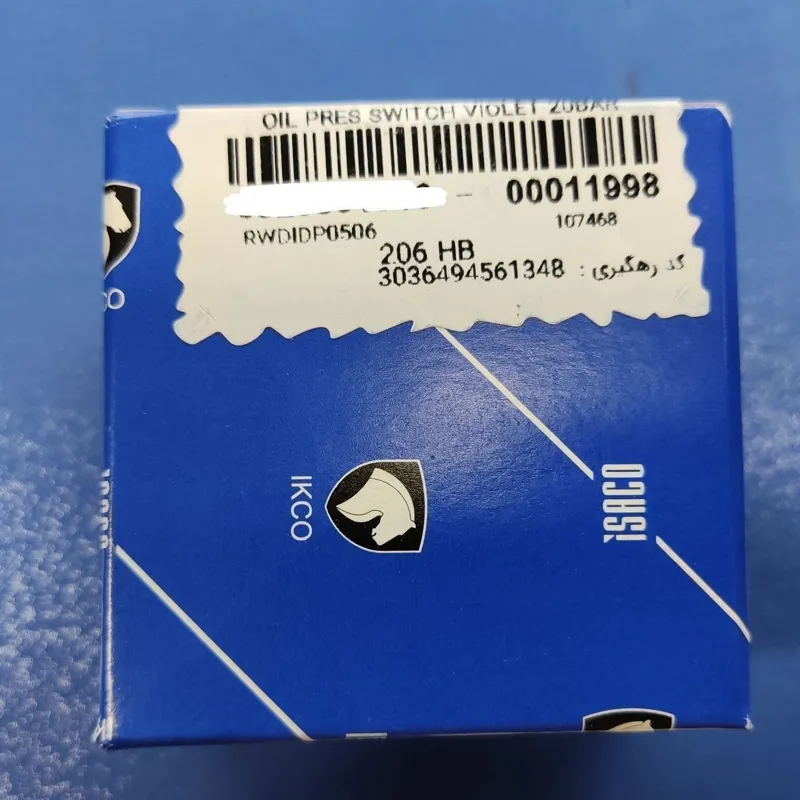 OIL PRES SWITCH VIOLET 20BAR
- 00011998
RWDIDP0506
107468
206 HB
کد رهگیری : 3036494561348
IKCO
ISACO